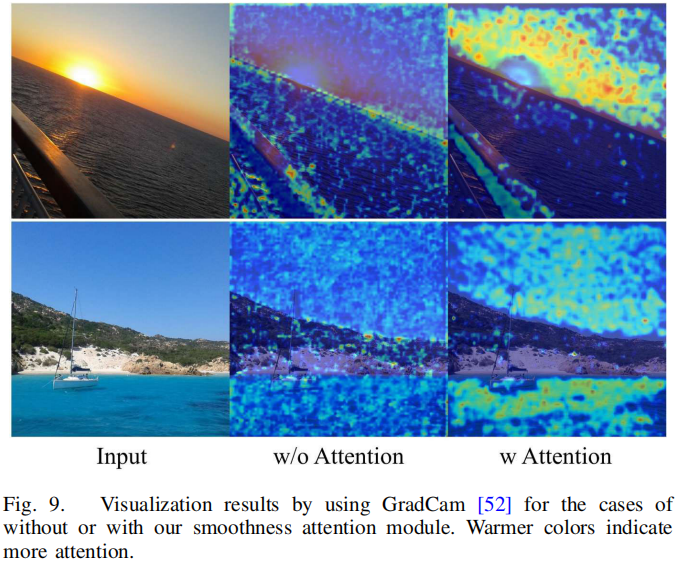 Input w/o Attention w Attention
Fig. 9. Visualization results by using GradCam [52] for the cases of
without or with our smoothness attention module. Warmer colors indicate
more attention.